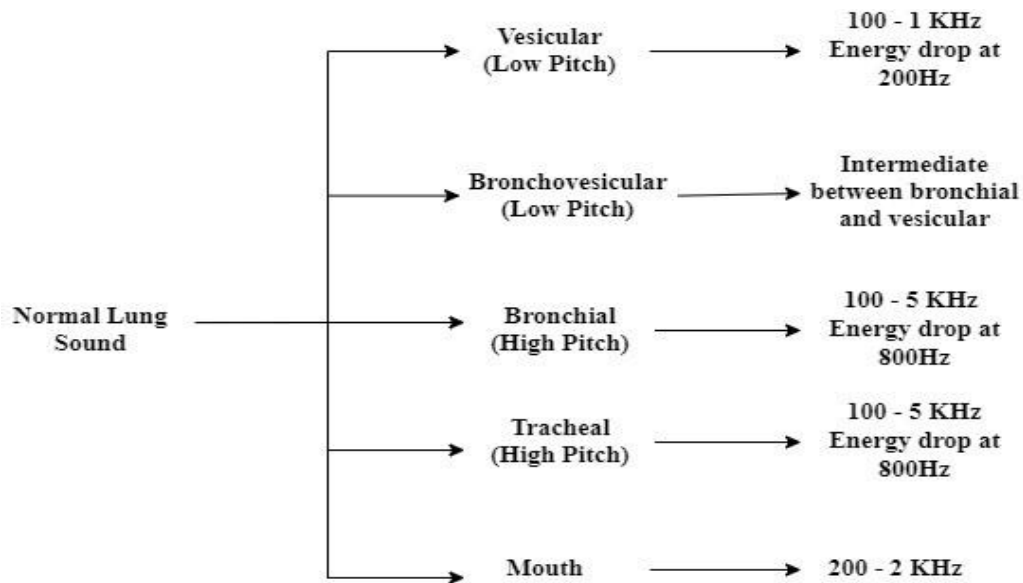 Normal Lung
Sound
Vesicular
(Low Pitch)
100 - 1 KHz
Energy drop at
200Hz
Bronchovesicular
(Low Pitch)
Intermediate
between bronchial
and vesicular
Bronchial
(High Pitch)
100 - 5 KHz
Energy drop at
800Hz
Tracheal
(High Pitch)
100 - 5 KHz
Energy drop at
800Hz
Mouth
200 - 2 KHz